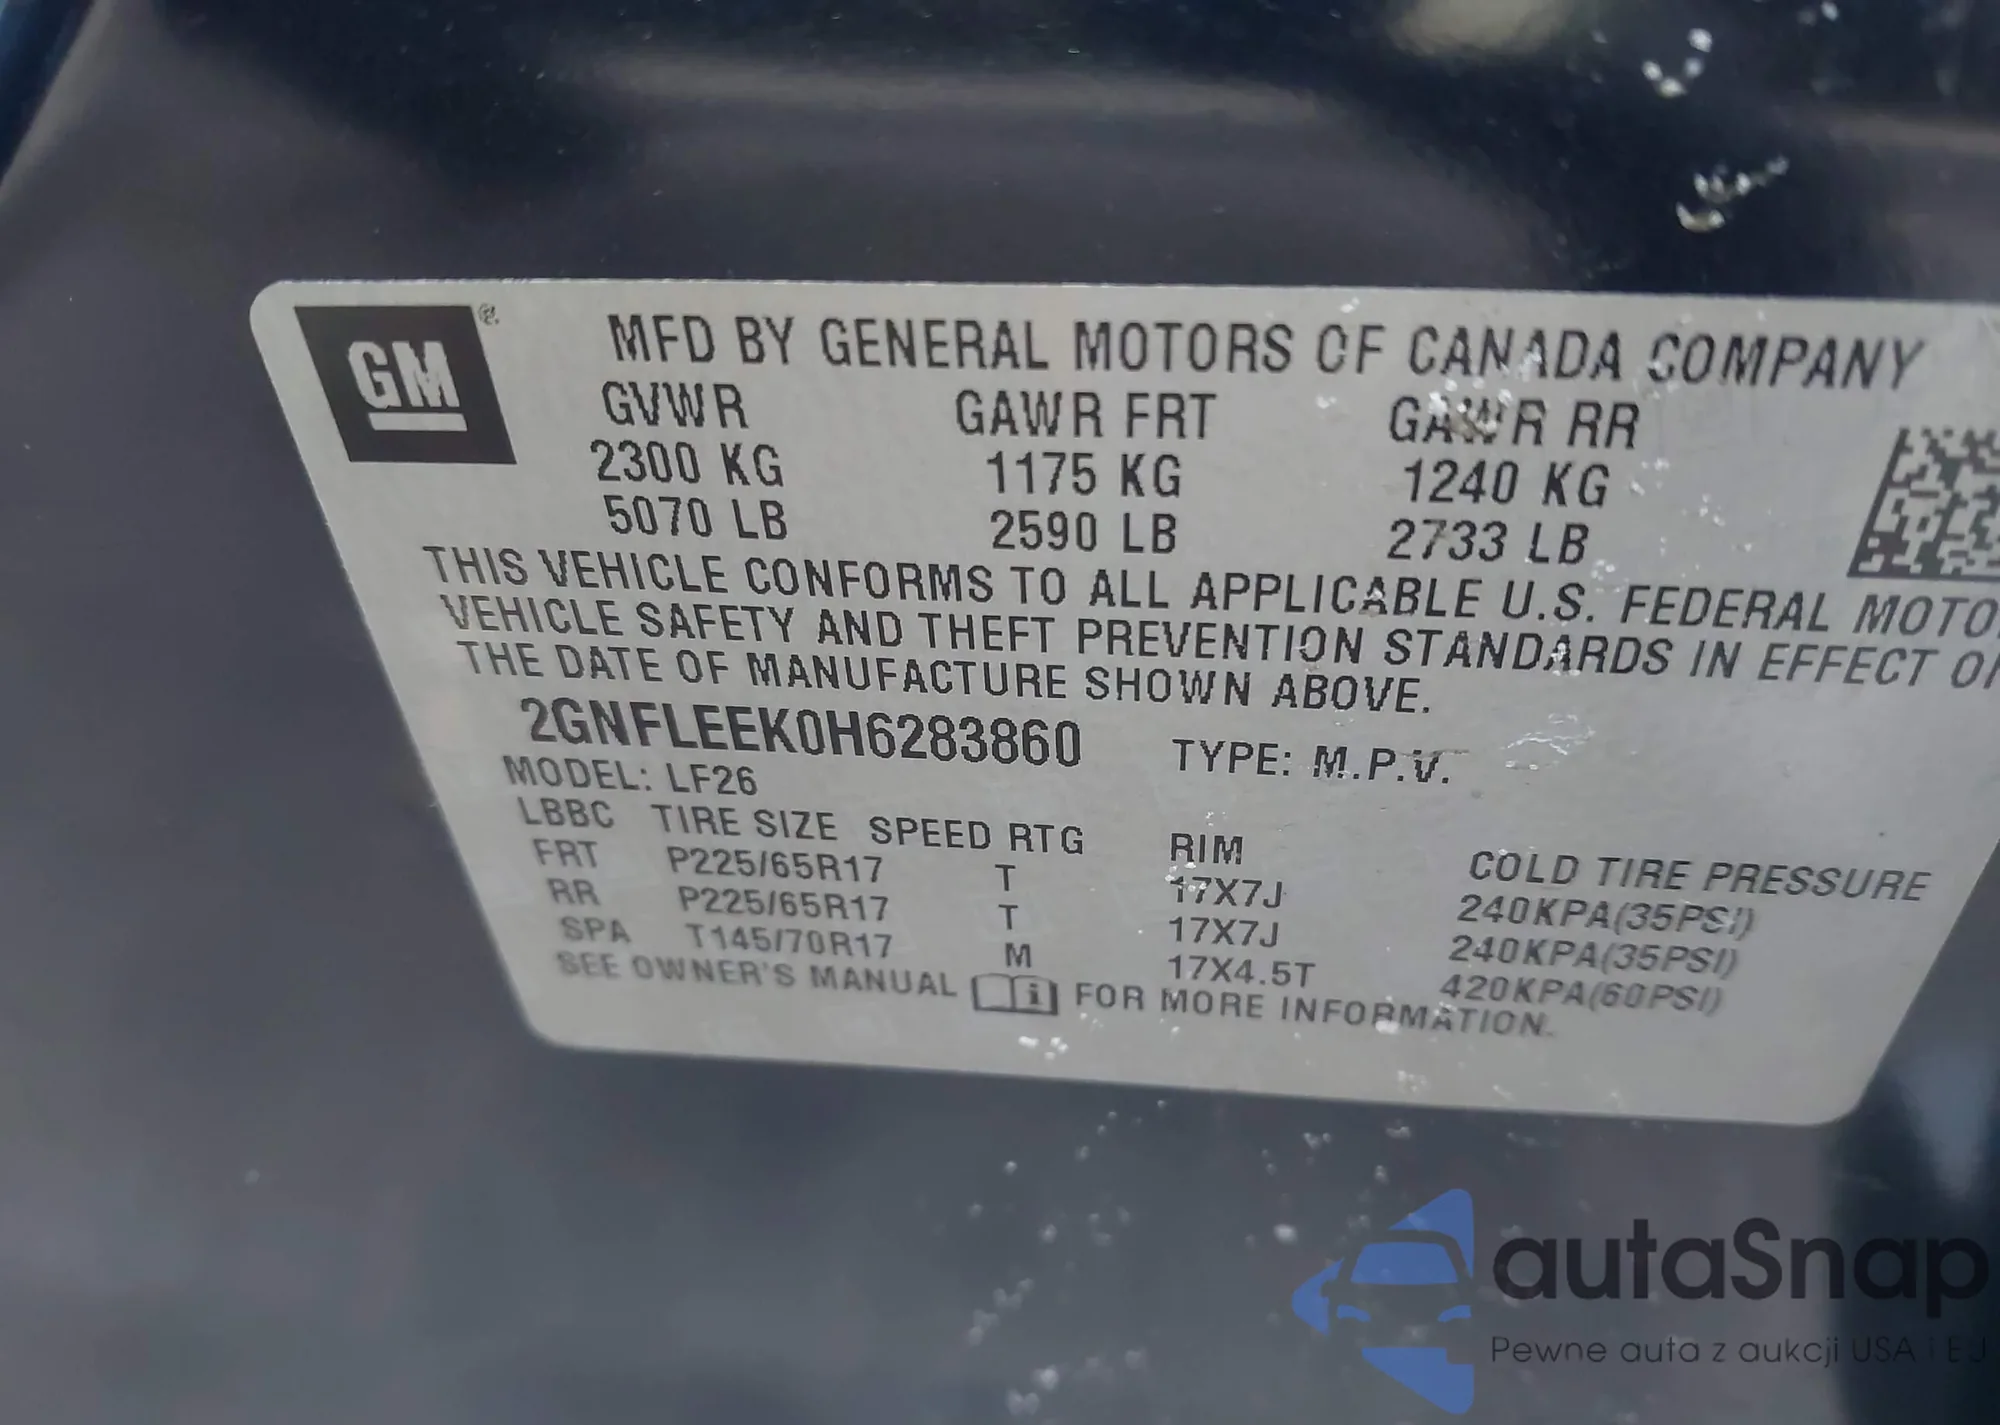 GM ®
MFD BY GENERAL MOTORS OF CANADA COMPANY
GVWR GAWR FRT GAWR RR
2300 KG 1175 KG 1240 KG
5070 LB 2590 LB 2733 LB
THIS VEHICLE CONFORMS TO ALL APPLICABLE U.S. FEDERAL MOTO
VEHICLE SAFETY AND THEFT PREVENTION STANDARDS IN EFFECT
THE DATE OF MANUFACTURE SHOWN ABOVE.
2GNFLEEK0H6283860 TYPE: M.P.V.
MODEL: LF26
LBBC TIRE SIZE SPEED RTG RIM COLD TIRE PRESSURE
FRT P225/65R17 T 17X7J 240KPA(35PSI)
RR P225/65R17 T 17X7J 240KPA(35PSI)
SPA T145/70R17 M 17X4.5T 420KPA(60PSI)
SEE OWNER'S MANUAL i FOR MORE INFORMATION.
autaSnap
Pewne auta z aukcji USA i EU